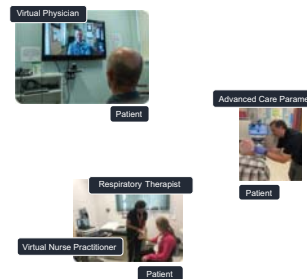 Virtual Physician
Patient
Advanced Care Parame
Patient
Respiratory Therapist
Virtual Nurse Practitioner
Patient